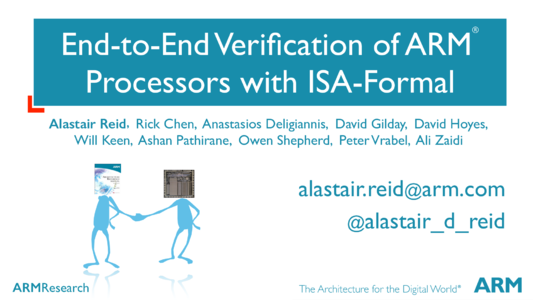 End-to-End Verification of ARM®
Processors with ISA-Formal
Alastair Reid, Rick Chen, Anastasios Deligiannis, David Gilday, David Hoyes,
Will Keen, Ashan Pathirane, Owen Shepherd, Peter Vrabel, Ali Zaidi
alastair.reid@arm.com
@alastair_d_reid
ARMResearch
The Architecture for the Digital World®
ARM